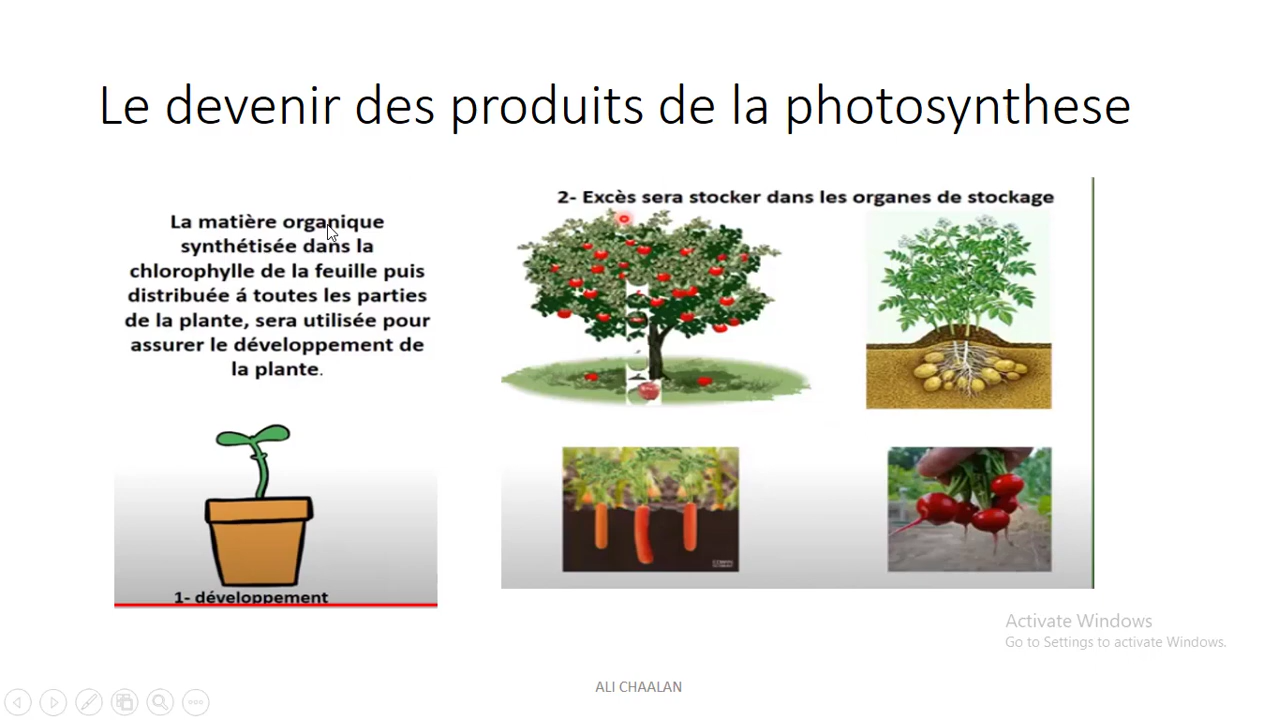 Le devenir des produits de la photosynthese
La matière organique
synthétisée dans la
chlorophylle de la feuille puis
distribuée á toutes les parties
de la plante, sera utilisée pour
assurer le développement de
la plante.
1- développement
2- Excès sera stocker dans les organes de stockage
Activate Windows
Go to Settings to activate Windows.
ALI CHAALAN